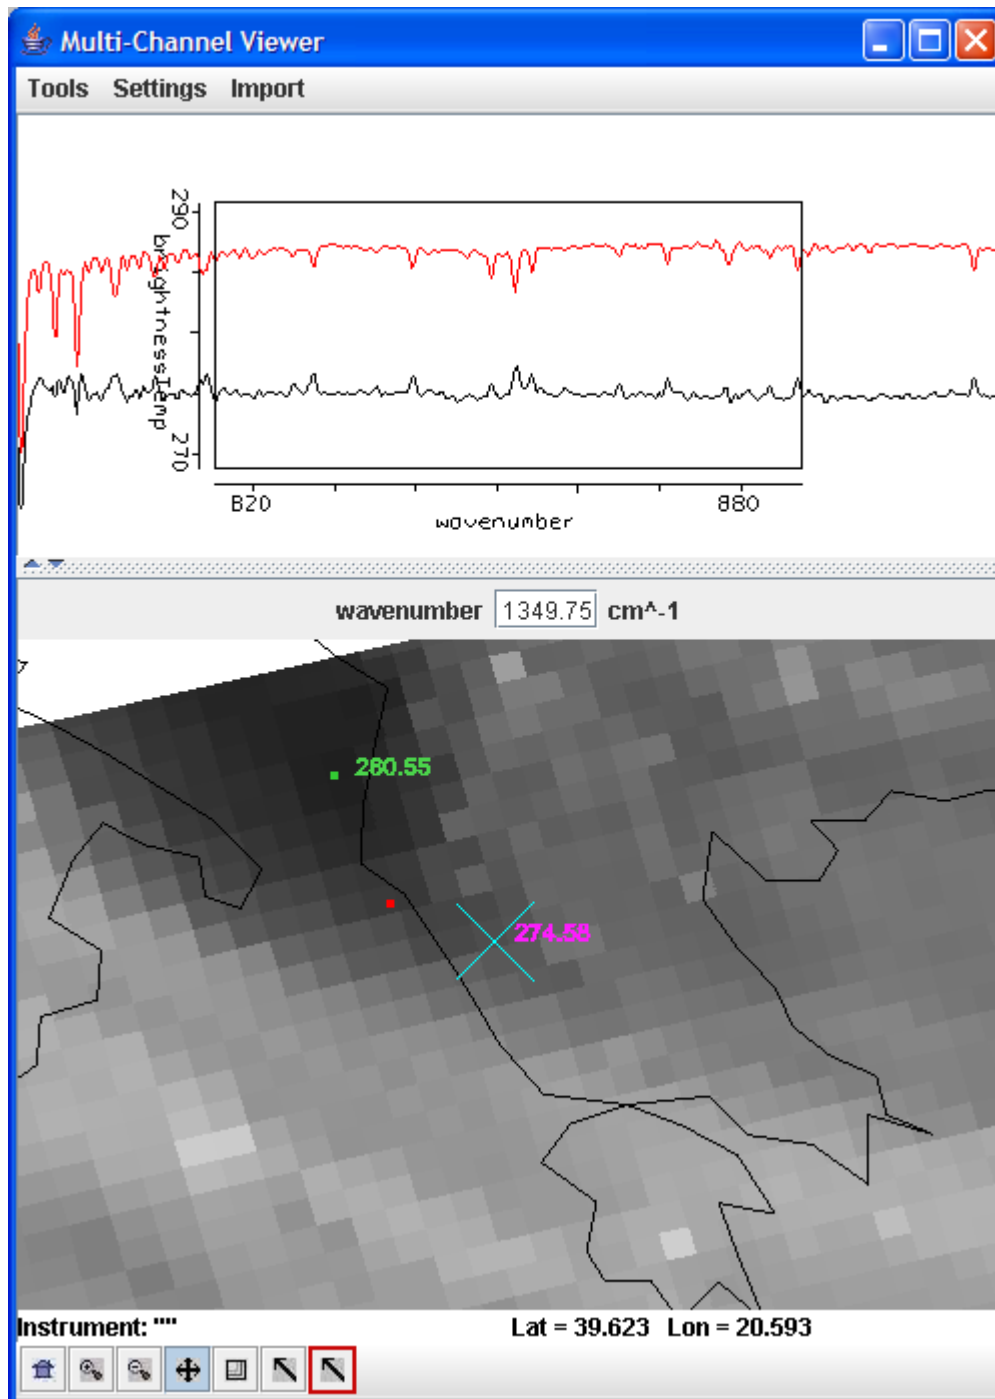 Multi-Channel Viewer
Tools Settings Import
290
brightnessTemp
270
820 880
wavenumber
wavenumber 1349.75 cm^-1
280.55
274.58
Instrument: ""
Lat = 39.623 Lon = 20.593